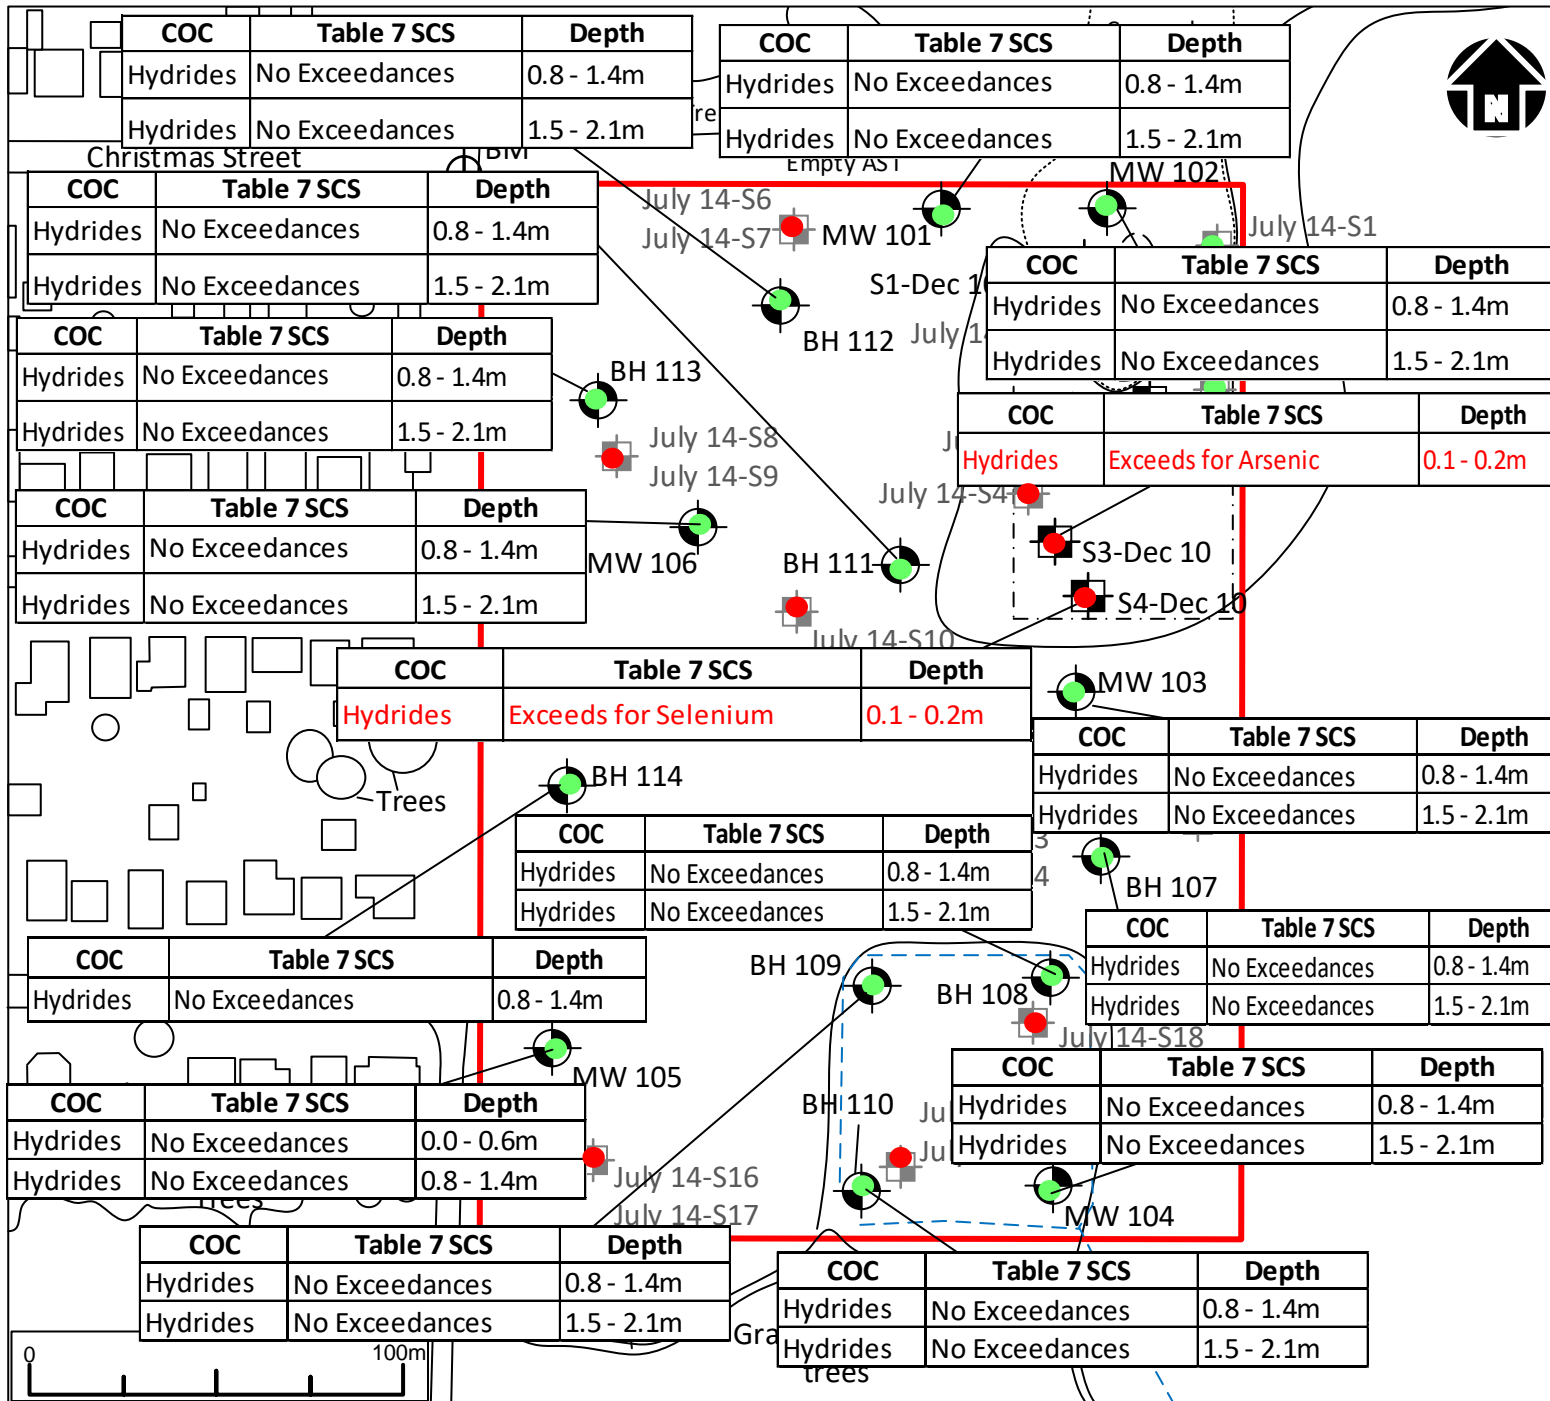 COC Table 7 SCS Depth
Hydrides No Exceedances 0.8 - 1.4m
Hydrides No Exceedances 1.5 - 2.1m
COC Table 7 SCS Depth
Hydrides No Exceedances 0.8 - 1.4m
Hydrides No Exceedances 1.5 - 2.1m
N
Christmas Street
BM
Empty AST
MW 102
COC Table 7 SCS Depth
Hydrides No Exceedances 0.8 - 1.4m
Hydrides No Exceedances 1.5 - 2.1m
July 14-S6
July 14-S7
MW 101
July 14-S1
S1-Dec
COC Table 7 SCS Depth
Hydrides No Exceedances 0.8 - 1.4m
Hydrides No Exceedances 1.5 - 2.1m
BH 112
July
COC Table 7 SCS Depth
Hydrides No Exceedances 0.8 - 1.4m
Hydrides No Exceedances 1.5 - 2.1m
BH 113
COC Table 7 SCS Depth
Hydrides Exceeds for Arsenic 0.1 - 0.2m
July 14-S8
July 14-S9
July 14-S4
COC Table 7 SCS Depth
Hydrides No Exceedances 0.8 - 1.4m
Hydrides No Exceedances 1.5 - 2.1m
MW 106
BH 111
S3-Dec 10
S4-Dec 10
July 14-S10
COC Table 7 SCS Depth
Hydrides Exceeds for Selenium 0.1 - 0.2m
MW 103
COC Table 7 SCS Depth
Hydrides No Exceedances 0.8 - 1.4m
Hydrides No Exceedances 1.5 - 2.1m
BH 114
Trees
COC Table 7 SCS Depth
Hydrides No Exceedances 0.8 - 1.4m
Hydrides No Exceedances 1.5 - 2.1m
3
4
BH 107
COC Table 7 SCS Depth
Hydrides No Exceedances 0.8 - 1.4m
Hydrides No Exceedances 1.5 - 2.1m
COC Table 7 SCS Depth
Hydrides No Exceedances 0.8 - 1.4m
BH 109
BH 108
July 14-S18
MW 105
COC Table 7 SCS Depth
Hydrides No Exceedances 0.8 - 1.4m
Hydrides No Exceedances 1.5 - 2.1m
COC Table 7 SCS Depth
Hydrides No Exceedances 0.0 - 0.6m
Hydrides No Exceedances 0.8 - 1.4m
BH 110
July 14-S16
July 14-S17
Trees
MW 104
COC Table 7 SCS Depth
Hydrides No Exceedances 0.8 - 1.4m
Hydrides No Exceedances 1.5 - 2.1m
COC Table 7 SCS Depth
Hydrides No Exceedances 0.8 - 1.4m
Hydrides No Exceedances 1.5 - 2.1m
trees
0 100m